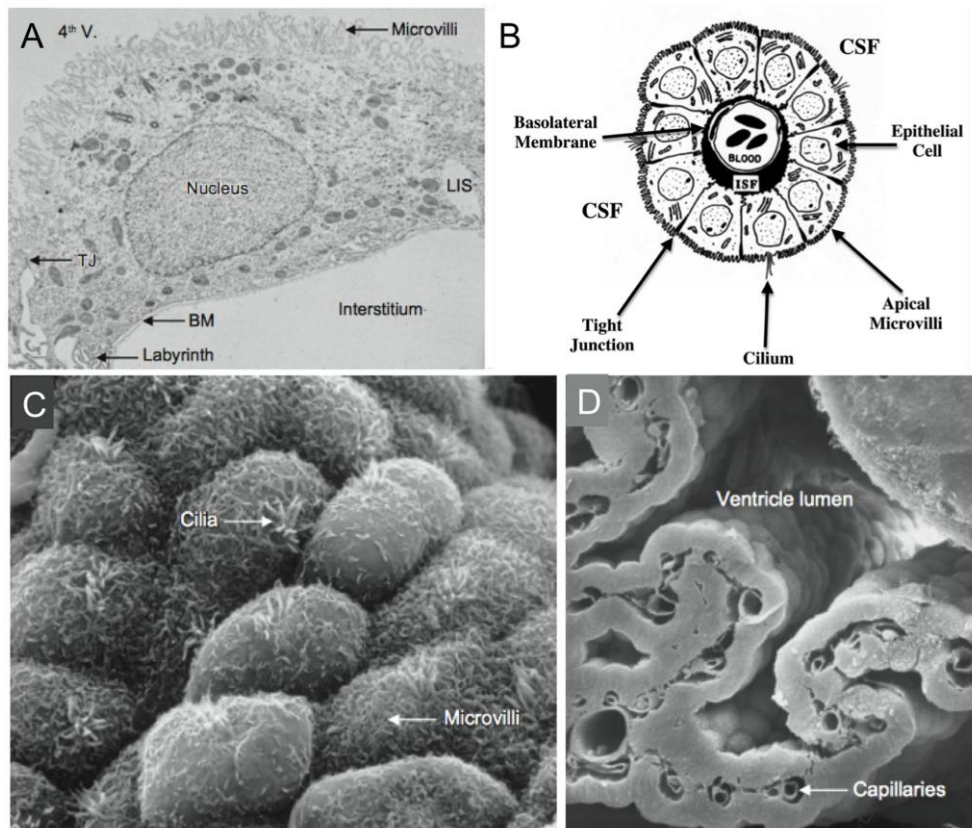 A
4th V.
Microvilli
Nucleus
LIS
TJ
BM
Interstitium
Labyrinth
B
CSF
Basolateral
Membrane
Epithelial
Cell
BLOOD
ISF
CSF
Tight
Junction
Cilium
Apical
Microvilli
C
Cilia
Microvilli
D
Ventricle lumen
Capillaries